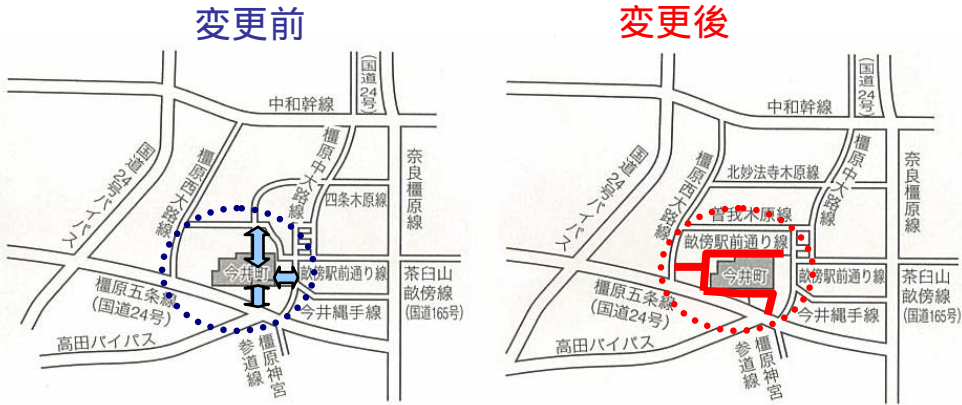 変更前
(国道24号)
中和幹線
国道24号バイパス
橿原西大路線
橿原中大路線
奈良橿原線
四条木原線
今井町
畝傍駅前通り線
茶臼山
畝傍線
(国道165号)
橿原五条線
(国道24号)
今井縄手線
高田バイパス
橿原神宮
参道線
変更後
(国道24号)
中和幹線
国道24号バイパス
橿原西大路線
橿原中大路線
奈良橿原線
北妙法寺木原線
曽我木原線
畝傍駅前通り線
今井町
畝傍駅前通り線
茶臼山
畝傍線
(国道165号)
橿原五条線
(国道24号)
今井縄手線
高田バイパス
橿原神宮
参道線